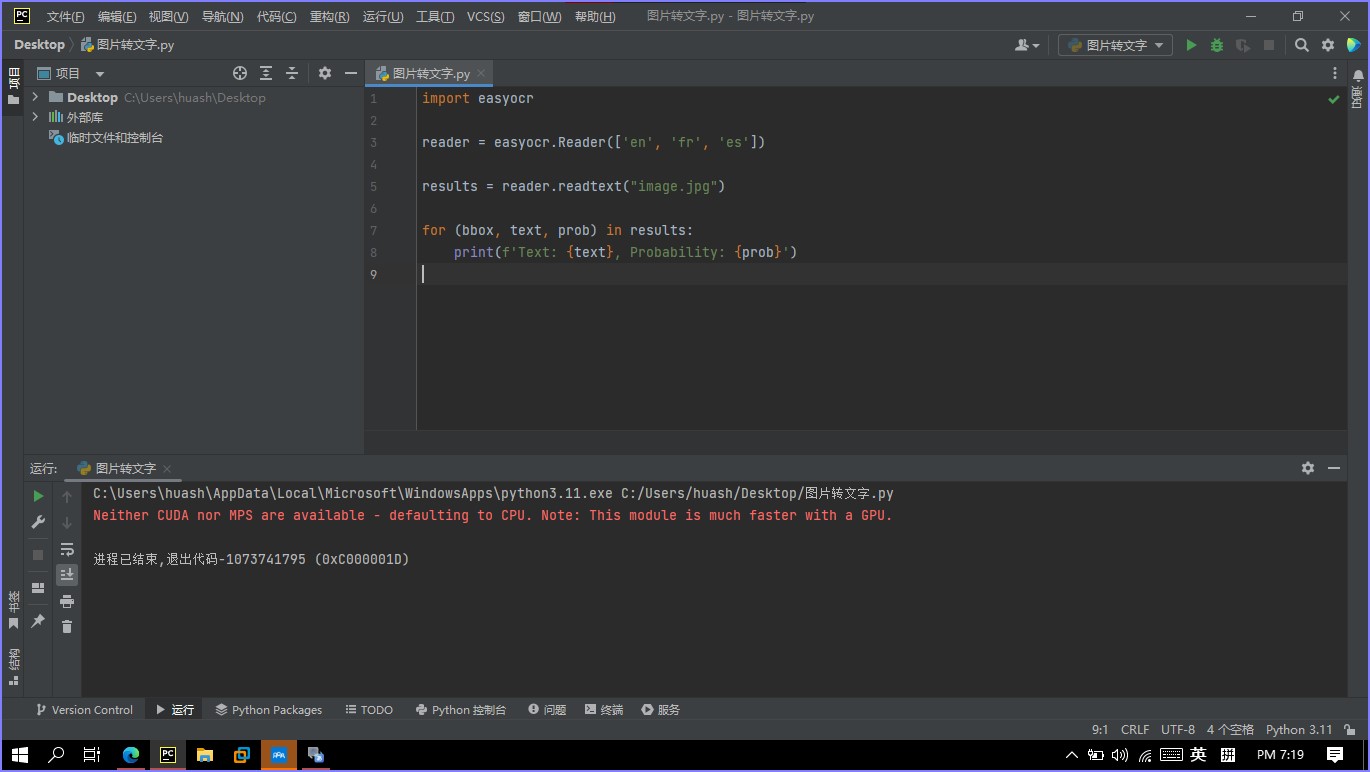 PC 文件(F) 编辑(E) 视图(V) 导航(N) 代码(C) 重构(R) 运行(U) 工具(T) VCS(S) 窗口(W) 帮助(H) 图片转文字.py - 图片转文字.py
Desktop 图片转文字.py 图片转文字
项目 项目 图片转文字.py
通知
Desktop C:\Users\huash\Desktop
外部库
临时文件和控制台
1 import easyocr
2
3 reader = easyocr.Reader(['en', 'fr', 'es'])
4
5 results = reader.readtext("image.jpg")
6
7 for (bbox, text, prob) in results:
8 print(f'Text: {text}, Probability: {prob}')
9
运行: 图片转文字
C:\Users\huash\AppData\Local\Microsoft\WindowsApps\python3.11.exe C:/Users/huash/Desktop/图片转文字.py
Neither CUDA nor MPS are available - defaulting to CPU. Note: This module is much faster with a GPU.
进程已结束,退出代码-1073741795 (0xC000001D)
书签
结构
Version Control 运行 Python Packages TODO Python 控制台 问题 终端 服务
9:1 CRLF UTF-8 4 个空格 Python 3.11
PC 英 拼 PM 7:19